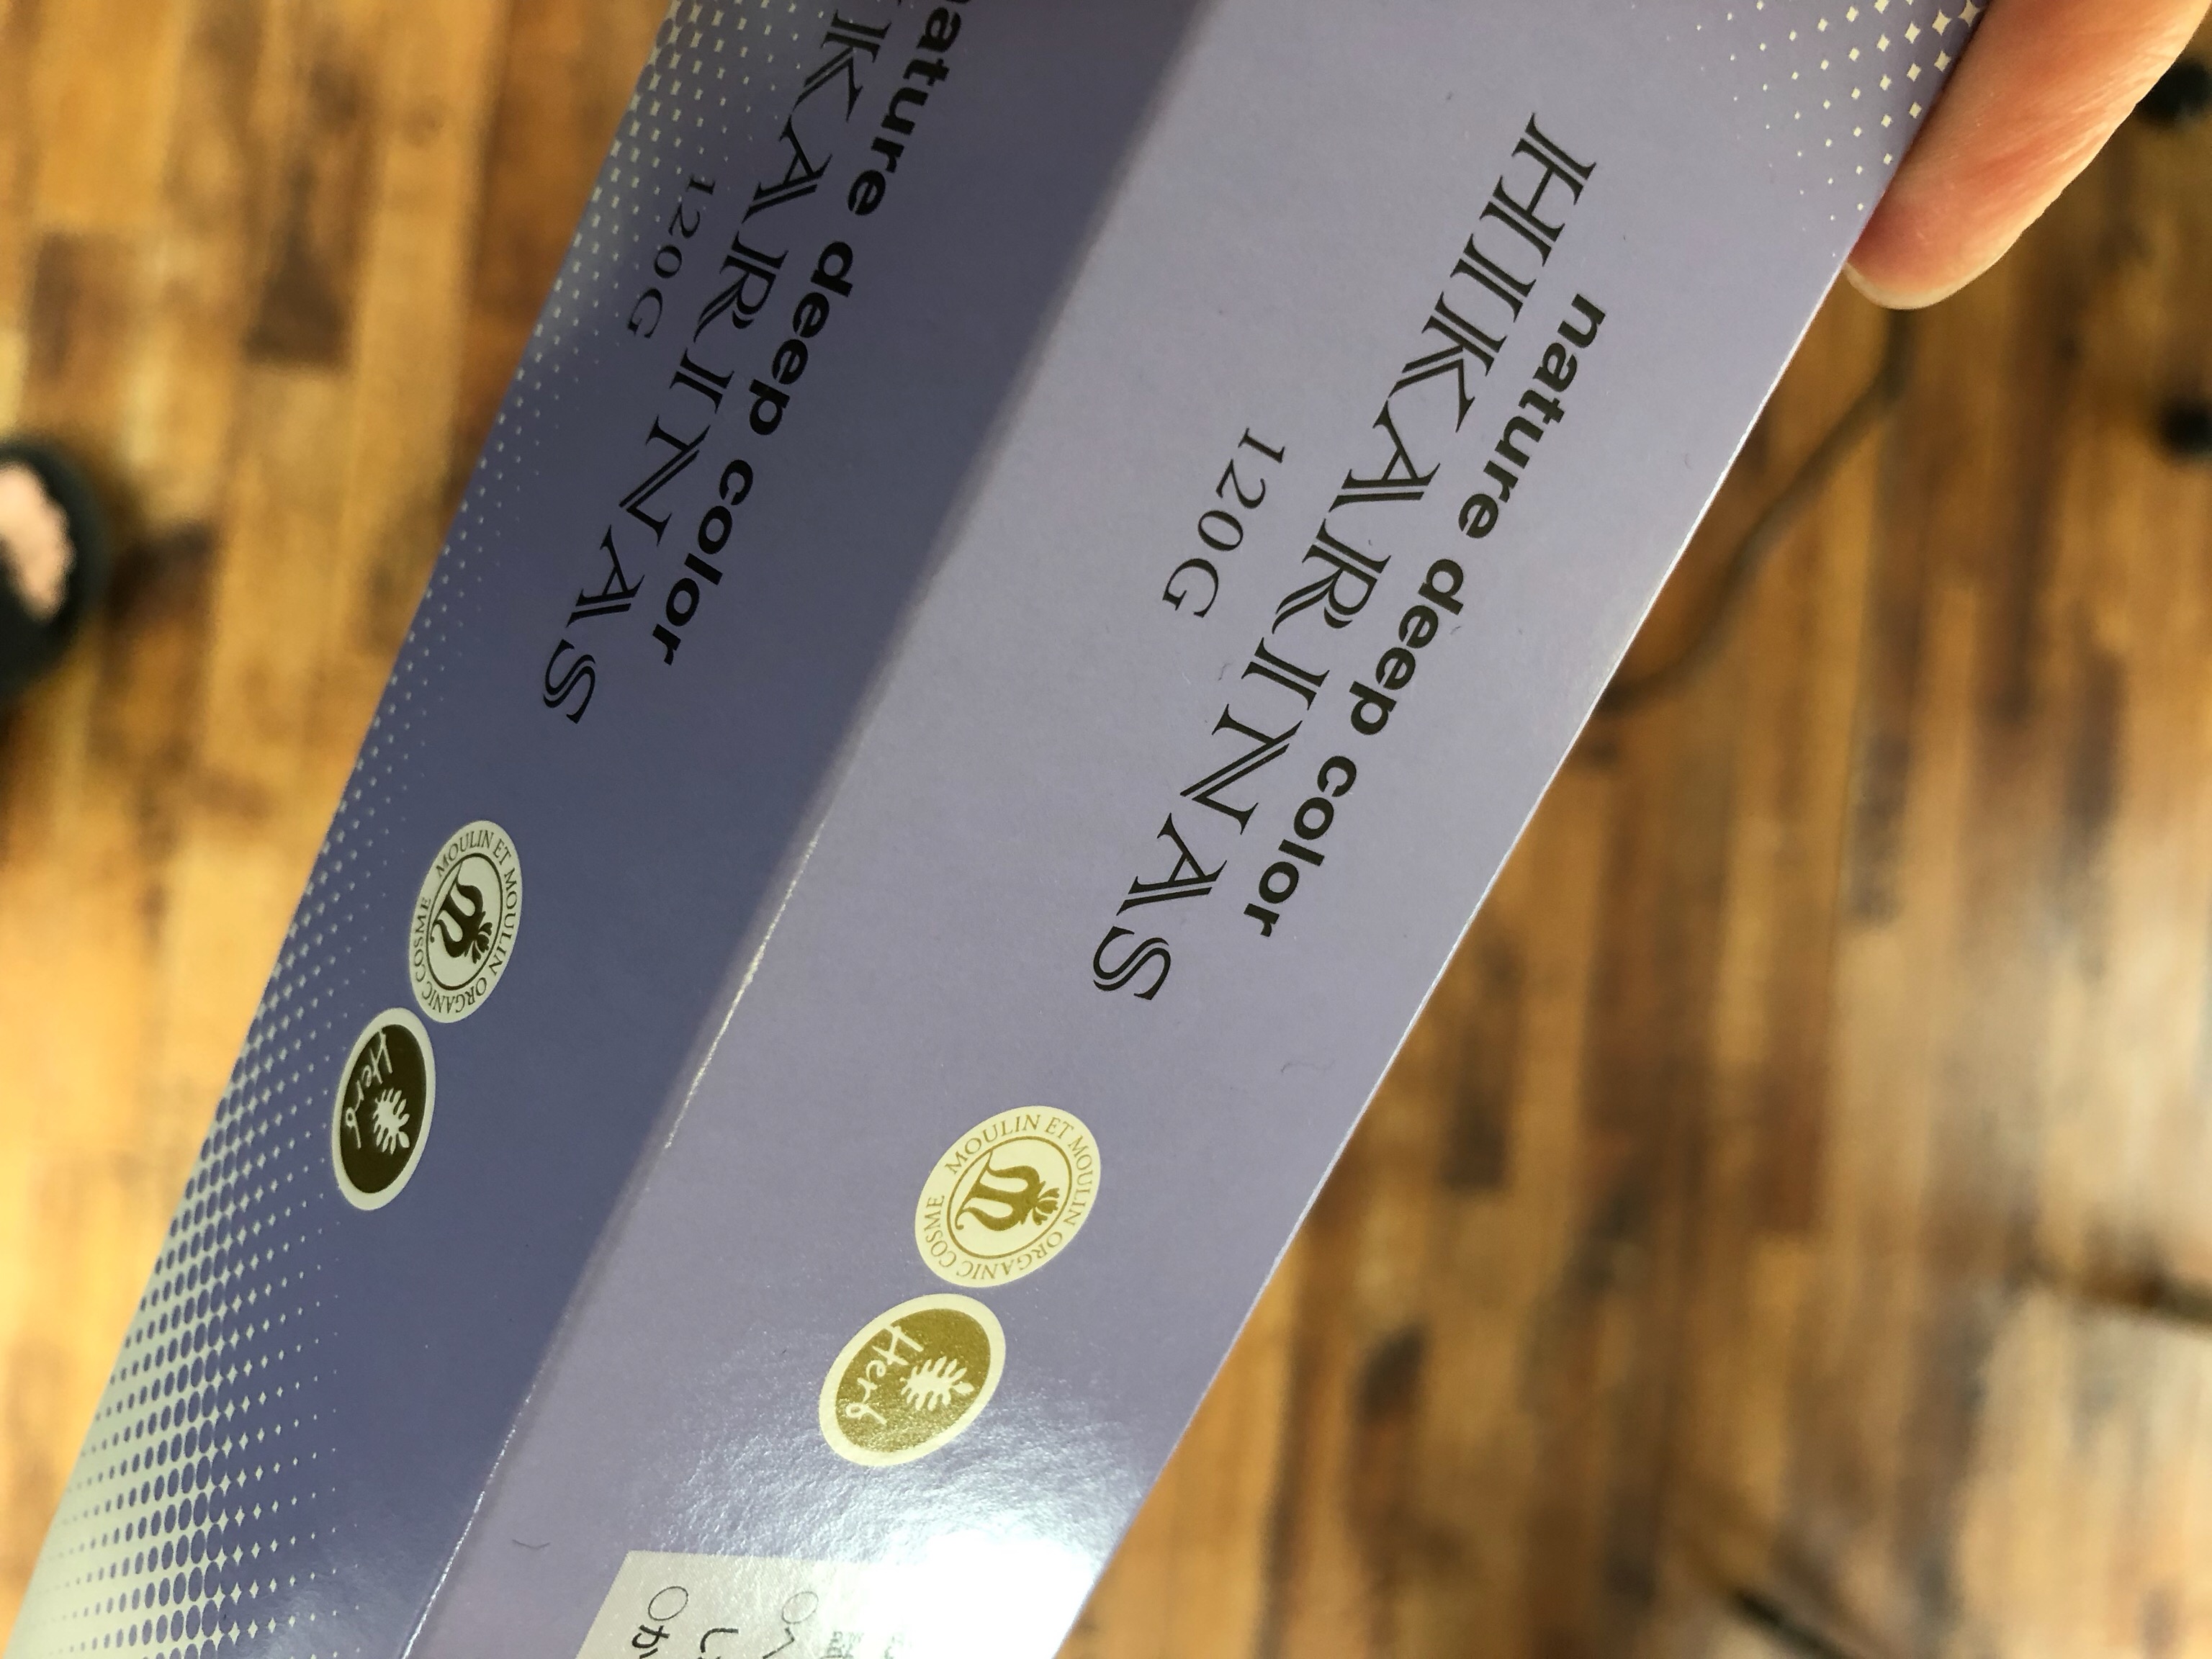 nature deep color
HIKARINAS
120G
MOULIN ET MOULIN ORGANIC COSME
Herb
nature deep color
KARINAS
120G
MOULIN ET MOULIN ORGANIC COSME
Herb